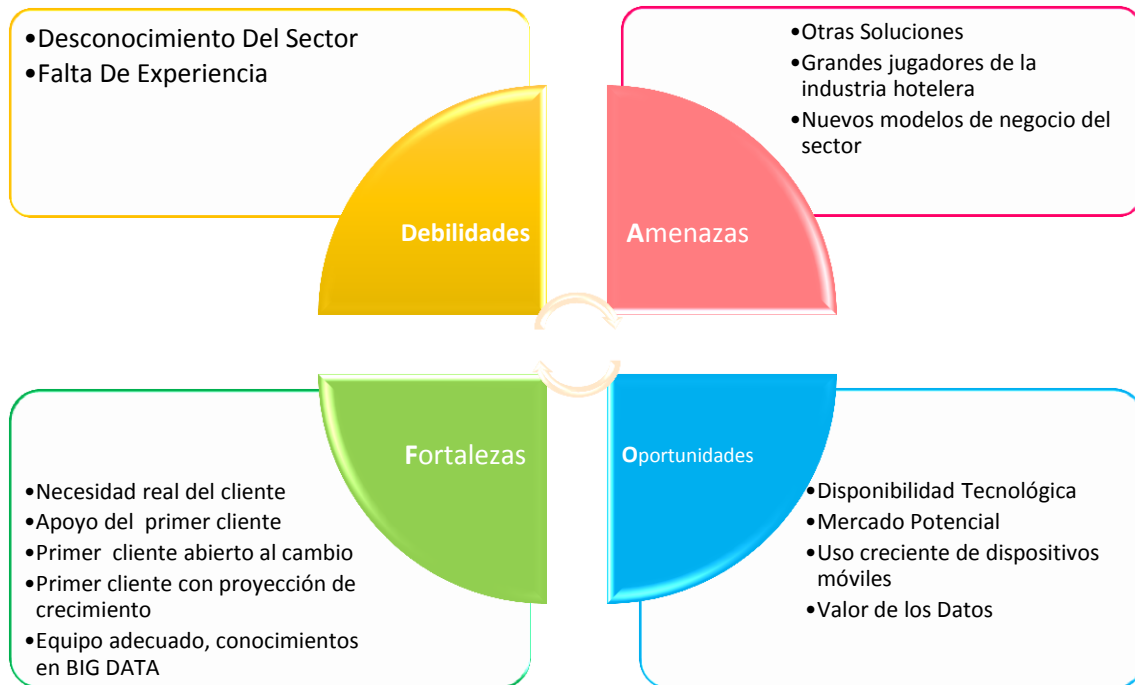 •Desconocimiento Del Sector
•Falta De Experiencia
Debilidades
•Otras Soluciones
•Grandes jugadores de la
industria hotelera
•Nuevos modelos de negocio del
sector
Amenazas
Fortalezas
•Necesidad real del cliente
•Apoyo del primer cliente
•Primer cliente abierto al cambio
•Primer cliente con proyección de
crecimiento
•Equipo adecuado, conocimientos
en BIG DATA
Oportunidades
•Disponibilidad Tecnológica
•Mercado Potencial
•Uso creciente de dispositivos
móviles
•Valor de los Datos